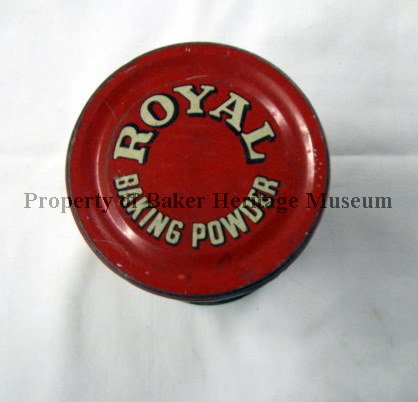 ROYAL
BAKING POWDER
Property of Baker Heritage Museum